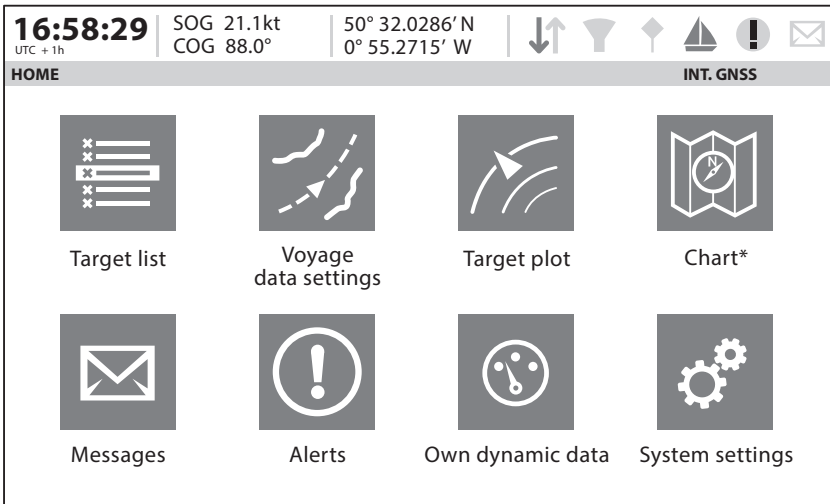 16:58:29
UTC + 1h
SOG 21.1kt
COG 88.0°
50° 32.0286′ N
0° 55.2715′ W
HOME
INT. GNSS
N
Target list
Voyage
data settings
Target plot
Chart*
Messages
Alerts
Own dynamic data
System settings